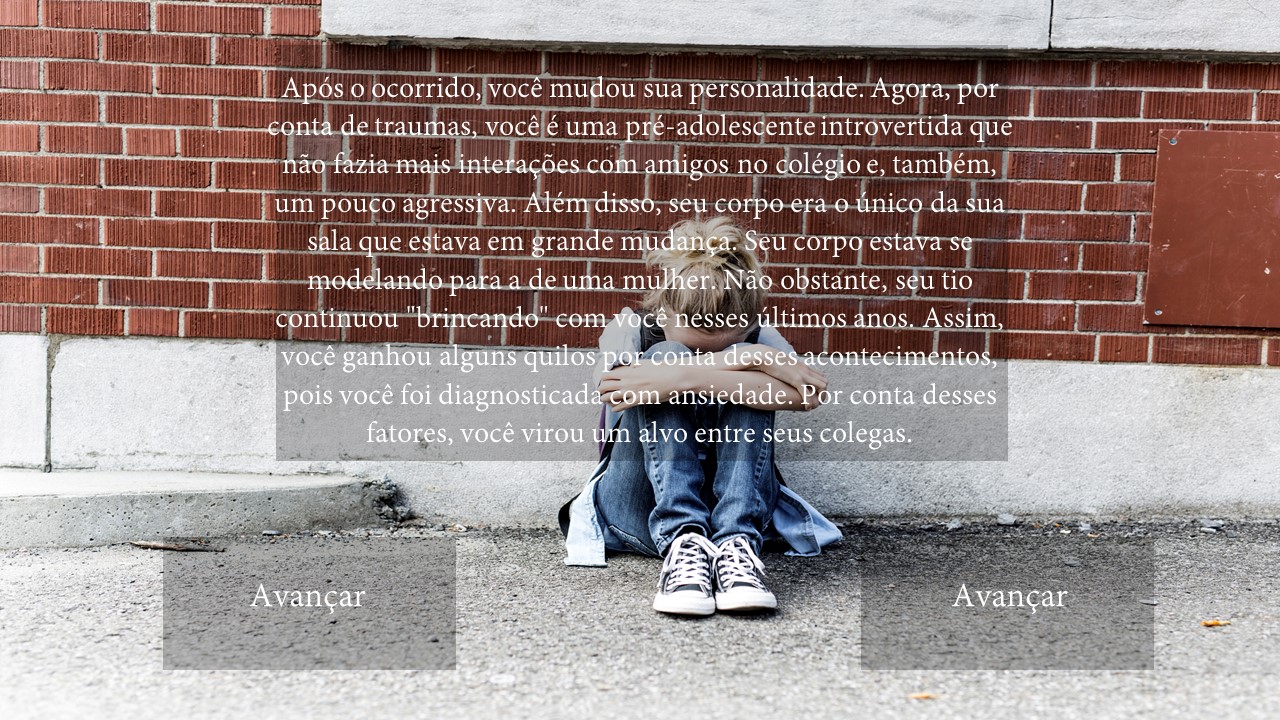 Após o ocorrido, você mudou sua personalidade. Agora, por
conta de traumas, você é uma pré-adolescente introvertida que
não fazia mais interações com amigos no colégio e, também,
um pouco agressiva. Além disso, seu corpo era o único da sua
sala que estava em grande mudança. Seu corpo estava se
modelando para a de uma mulher. Não obstante, seu tio
continuou "brincando" com você nesses últimos anos. Assim,
você ganhou alguns quilos por conta desses acontecimentos,
pois você foi diagnosticada com ansiedade. Por conta desses
fatores, você virou um alvo entre seus colegas.
Avançar
Avançar